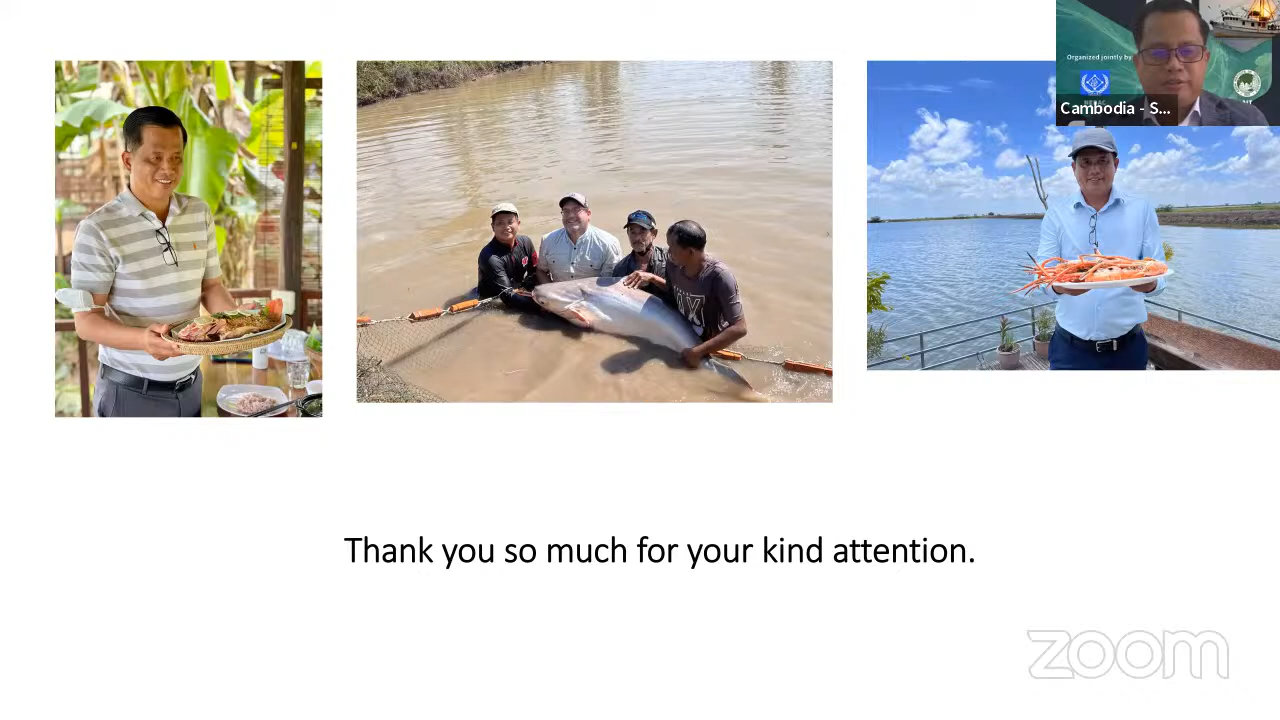 Organized jointly by
Cambodia - S...
Thank you so much for your kind attention.
zoom